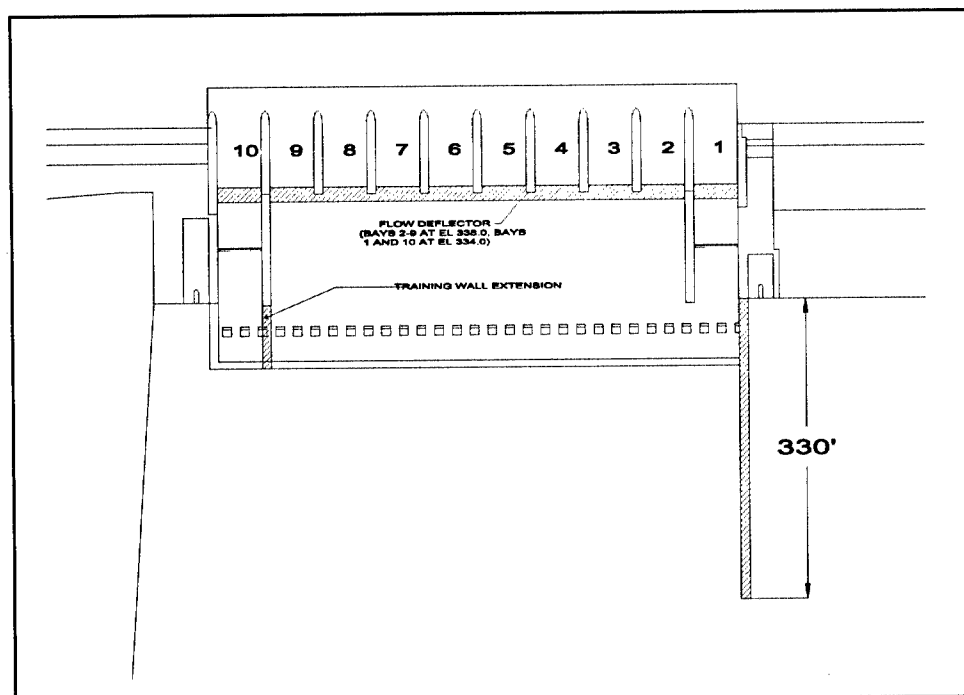 10 9 8 7 6 5 4 3 2 1
FLOW DEFLECTOR
(BAYS 2-9 AT EL 338.0, BAYS
1 AND 10 AT EL 334.0)
TRAINING WALL EXTENSION
330'